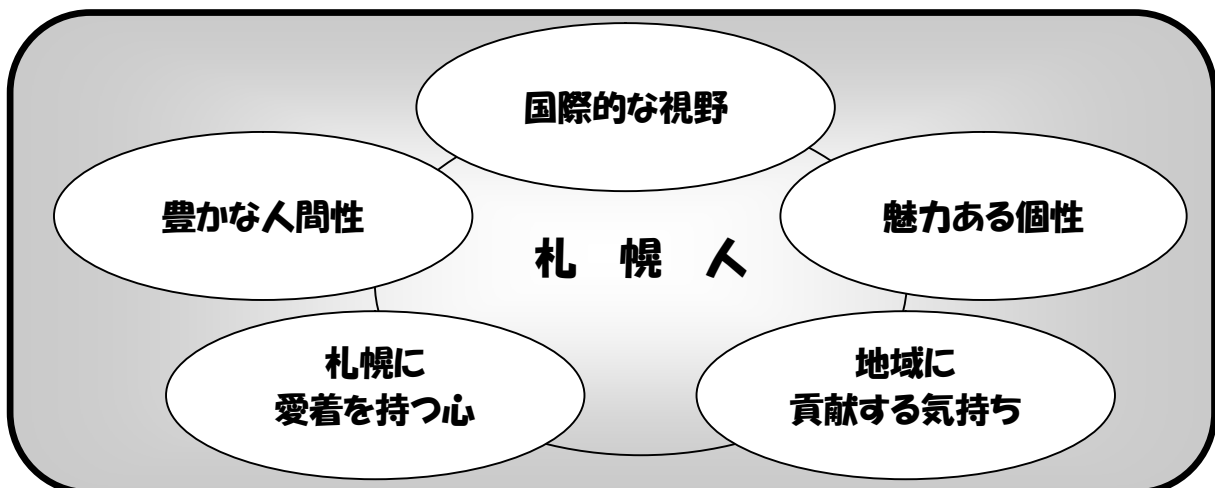 国際的な視野
豊かな人間性
魅力ある個性
札　幌　人
札幌に
愛着を持つ心
地域に
貢献する気持ち